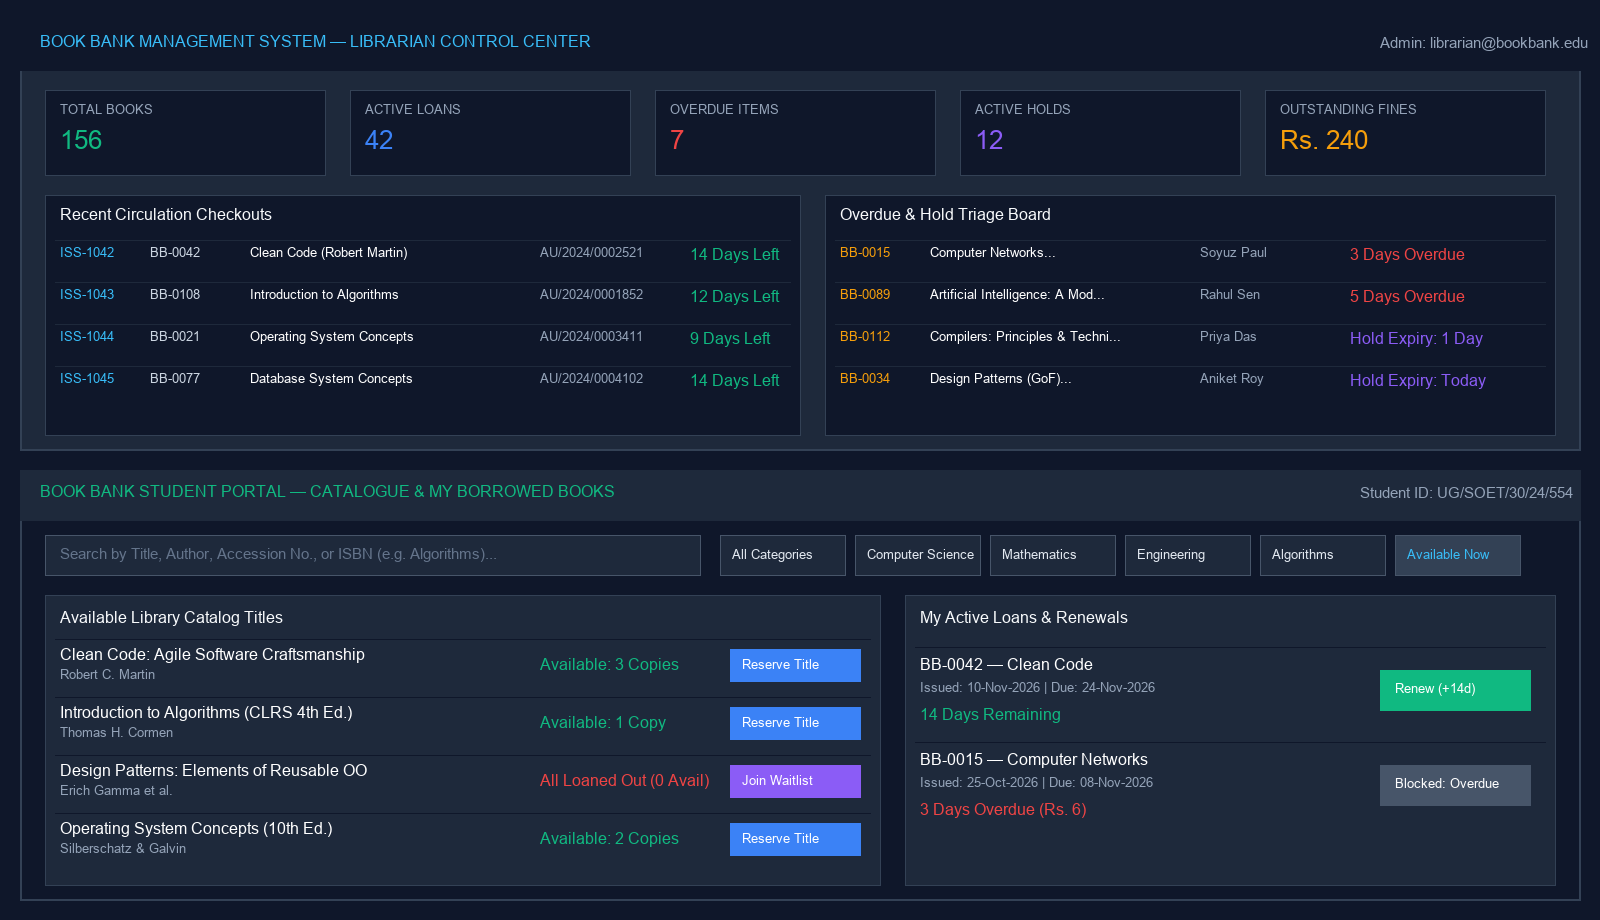 BOOK BANK MANAGEMENT SYSTEM — LIBRARIAN CONTROL CENTER
Admin: librarian@bookbank.edu
TOTAL BOOKS
156
ACTIVE LOANS
42
OVERDUE ITEMS
7
ACTIVE HOLDS
12
OUTSTANDING FINES
Rs. 240
Recent Circulation Checkouts
ISS-1042 BB-0042 Clean Code (Robert Martin) AU/2024/0002521 14 Days Left
ISS-1043 BB-0108 Introduction to Algorithms AU/2024/0001852 12 Days Left
ISS-1044 BB-0021 Operating System Concepts AU/2024/0003411 9 Days Left
ISS-1045 BB-0077 Database System Concepts AU/2024/0004102 14 Days Left
Overdue & Hold Triage Board
BB-0015 Computer Networks... Soyuz Paul 3 Days Overdue
BB-0089 Artificial Intelligence: A Mod... Rahul Sen 5 Days Overdue
BB-0112 Compilers: Principles & Techni... Priya Das Hold Expiry: 1 Day
BB-0034 Design Patterns (GoF)... Aniket Roy Hold Expiry: Today
BOOK BANK STUDENT PORTAL — CATALOGUE & MY BORROWED BOOKS
Student ID: UG/SOET/30/24/554
Search by Title, Author, Accession No., or ISBN (e.g. Algorithms)...
All Categories Computer Science Mathematics Engineering Algorithms Available Now
Available Library Catalog Titles
Clean Code: Agile Software Craftsmanship
Robert C. Martin
Available: 3 Copies
Reserve Title
Introduction to Algorithms (CLRS 4th Ed.)
Thomas H. Cormen
Available: 1 Copy
Reserve Title
Design Patterns: Elements of Reusable OO
Erich Gamma et al.
All Loaned Out (0 Avail)
Join Waitlist
Operating System Concepts (10th Ed.)
Silberschatz & Galvin
Available: 2 Copies
Reserve Title
My Active Loans & Renewals
BB-0042 — Clean Code
Issued: 10-Nov-2026 | Due: 24-Nov-2026
14 Days Remaining
Renew (+14d)
BB-0015 — Computer Networks
Issued: 25-Oct-2026 | Due: 08-Nov-2026
3 Days Overdue (Rs. 6)
Blocked: Overdue